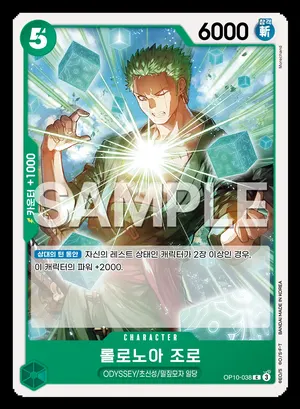 5
6000
참격
斬
카운터 +1000
SAMPLE
상대의 턴 동안 자신의 레스트 상태인 캐릭터가 2장 이상인 경우,
이 캐릭터의 파워 +2000.
CHARACTER
롤로노아 조로
ODYSSEY/초신성/밀짚모자 일당
OP10-038 R 3
BANDAI MADE IN KOREA